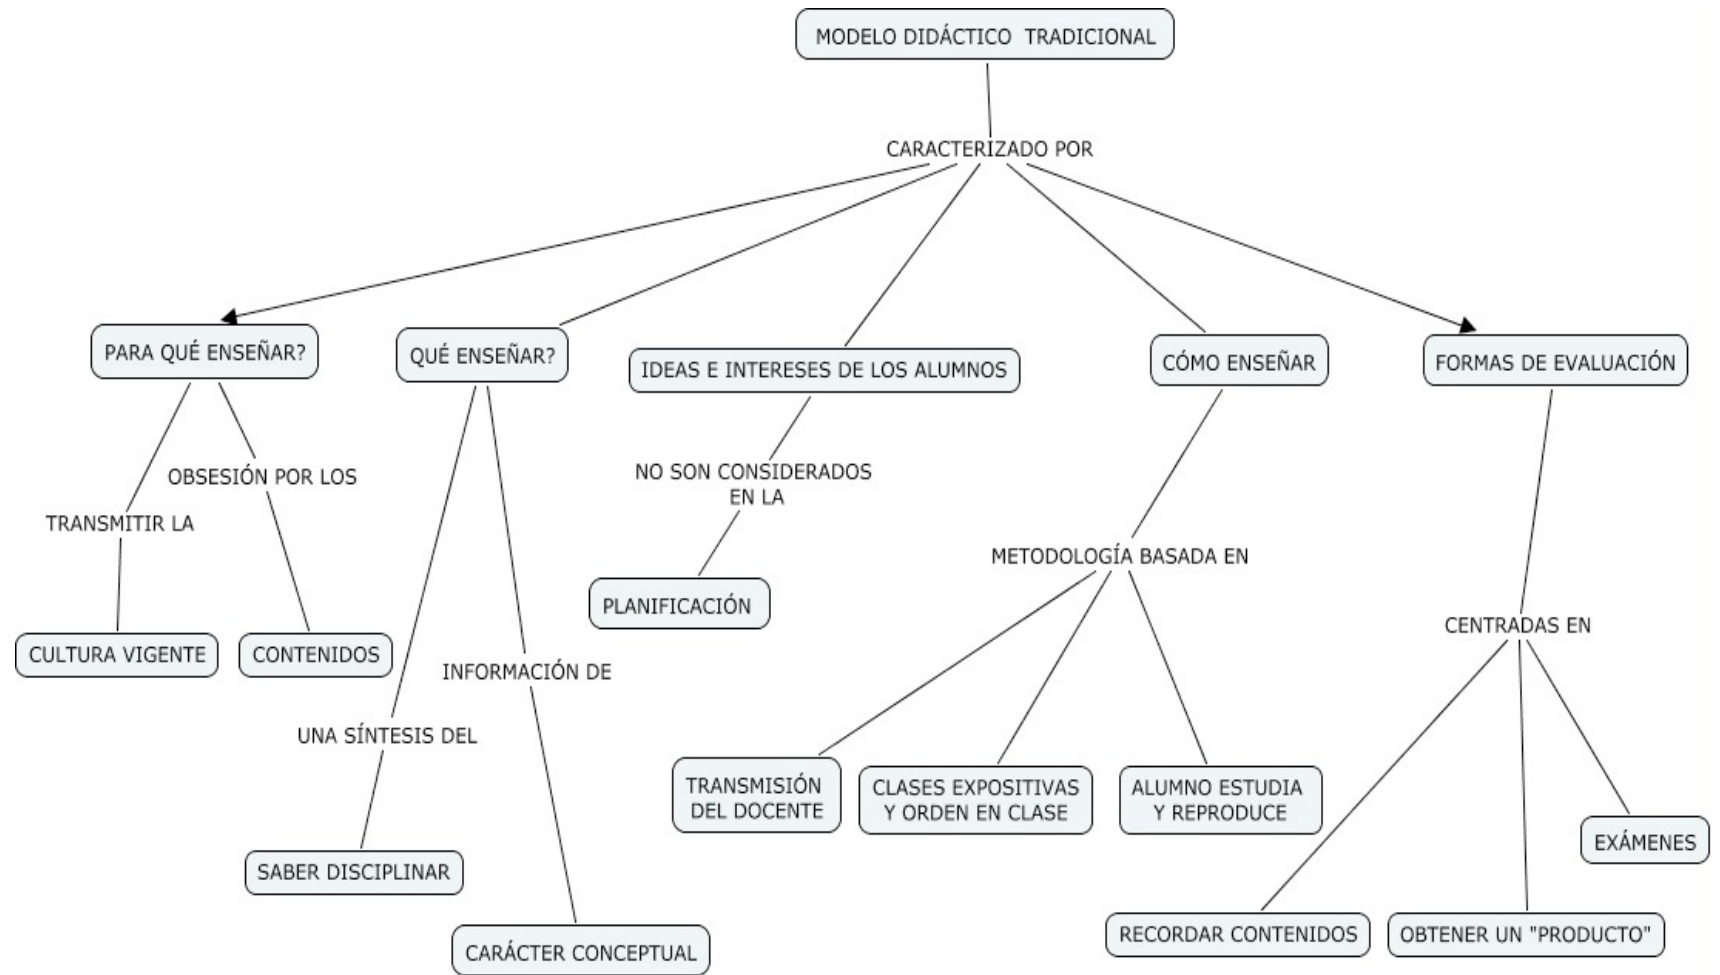 MODELO DIDÁCTICO TRADICIONAL
CARACTERIZADO POR
PARA QUÉ ENSEÑAR?
QUÉ ENSEÑAR?
IDEAS E INTERESES DE LOS ALUMNOS
CÓMO ENSEÑAR
FORMAS DE EVALUACIÓN
OBSESIÓN POR LOS
TRANSMITIR LA
NO SON CONSIDERADOS
EN LA
METODOLOGÍA BASADA EN
PLANIFICACIÓN
CENTRADAS EN
CULTURA VIGENTE
CONTENIDOS
INFORMACIÓN DE
UNA SÍNTESIS DEL
TRANSMISIÓN
DEL DOCENTE
CLASES EXPOSITIVAS
Y ORDEN EN CLASE
ALUMNO ESTUDIA
Y REPRODUCE
EXÁMENES
SABER DISCIPLINAR
RECORDAR CONTENIDOS
OBTENER UN "PRODUCTO"
CARÁCTER CONCEPTUAL